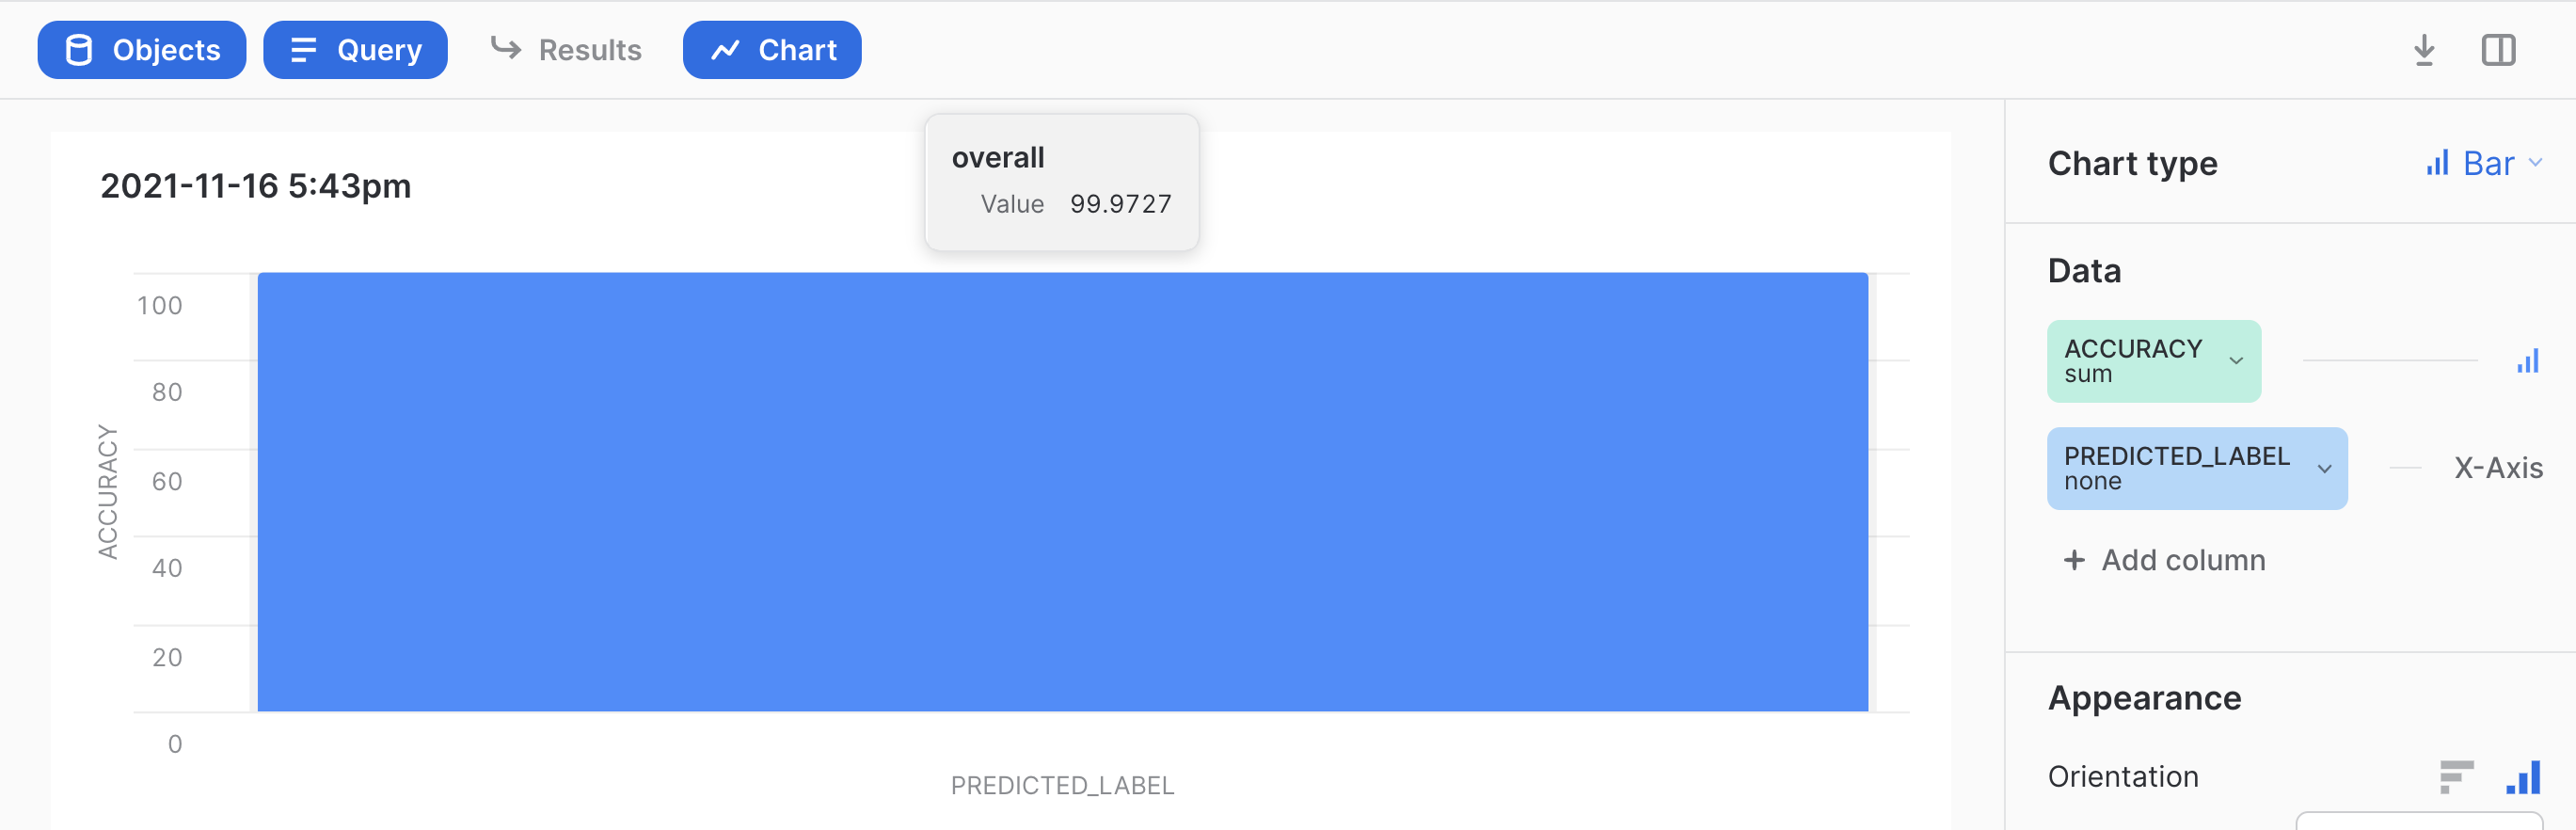 Objects
Query
Results
Chart
overall
Value 99.9727
2021-11-16 5:43pm
100
80
60
40
20
0
ACCURACY
PREDICTED_LABEL
Chart type
Bar
Data
ACCURACY
sum
PREDICTED_LABEL
none
X-Axis
+ Add column
Appearance
Orientation